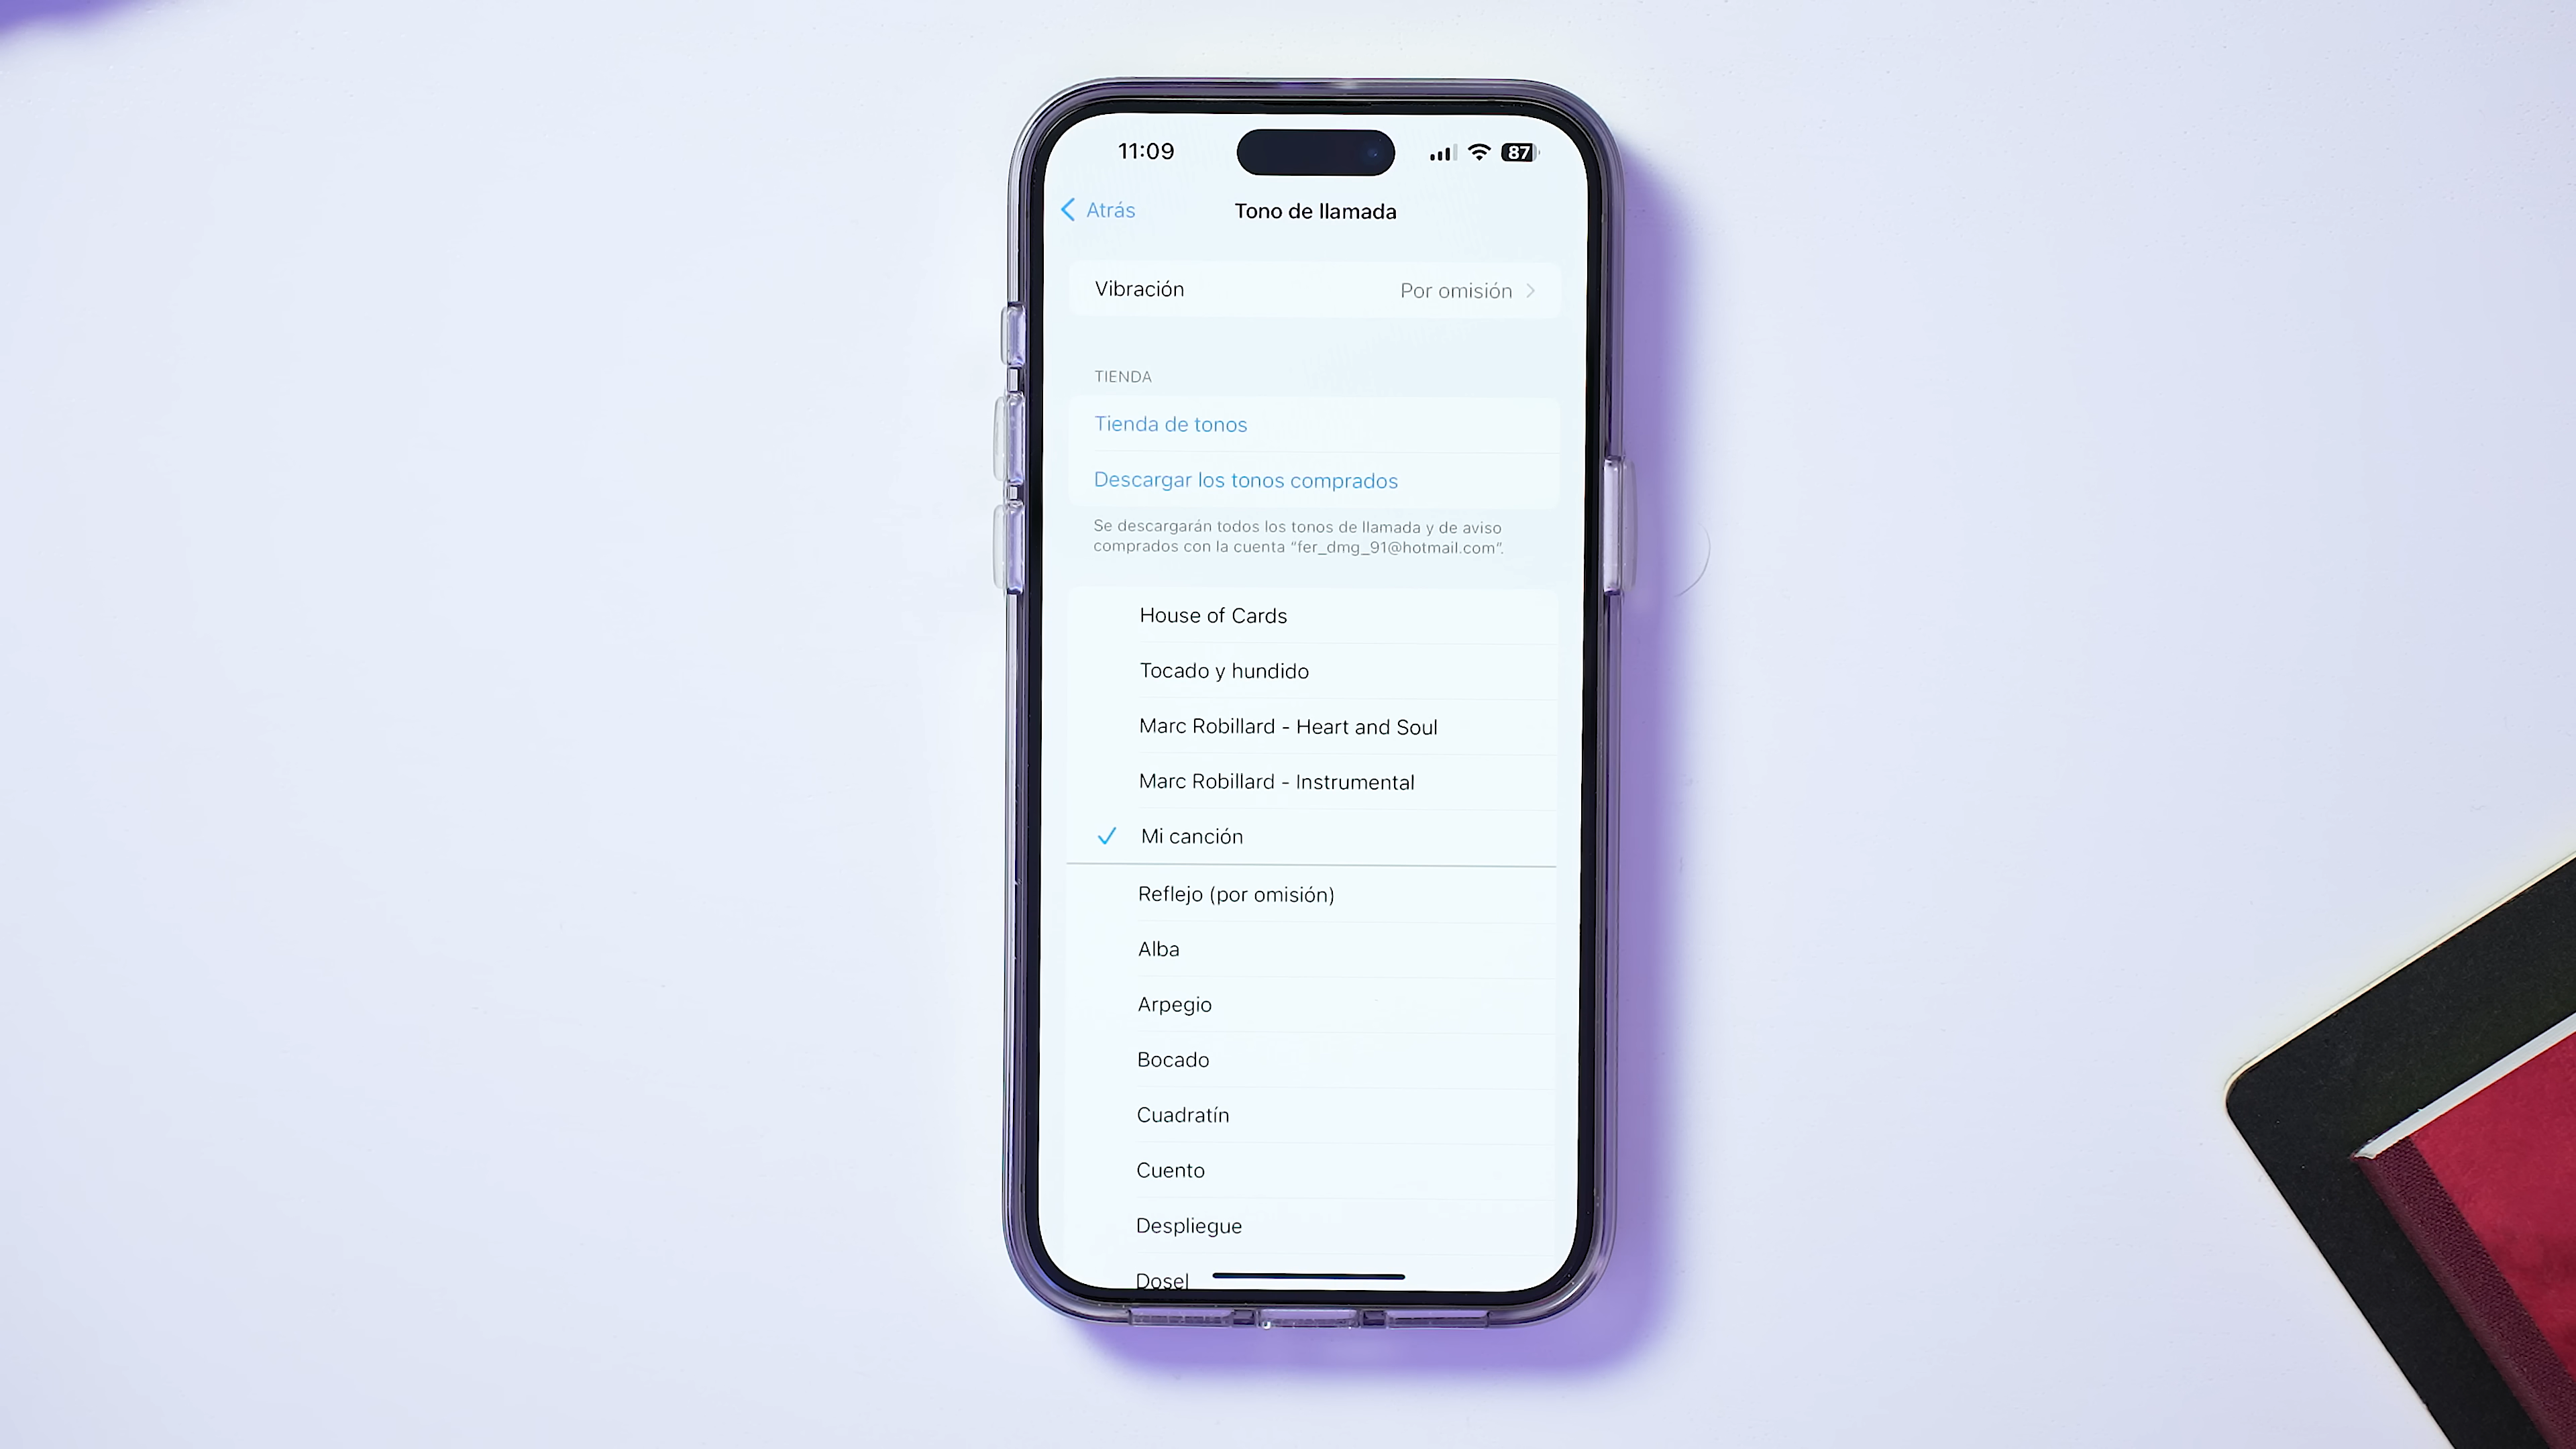 11:09
87
Atrás
Tono de llamada
Vibración
Por omisión
TIENDA
Tienda de tonos
Descargar los tonos comprados
Se descargarán todos los tonos de llamada y de aviso
comprados con la cuenta “fer_dmg_91@hotmail.com”.
House of Cards
Tocado y hundido
Marc Robillard - Heart and Soul
Marc Robillard - Instrumental
Mi canción
Reflejo (por omisión)
Alba
Arpegio
Bocado
Cuadratín
Cuento
Despliegue
Dosel